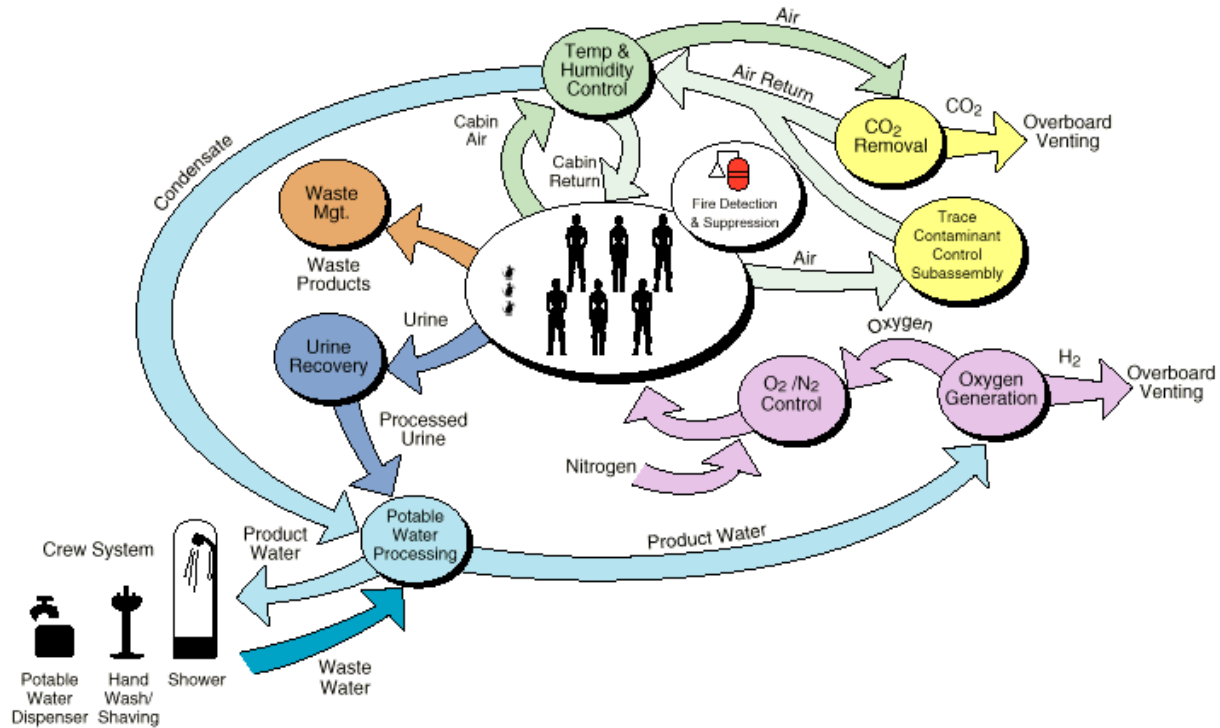 Air
Temp &
Humidity
Control
Air Return
CO2
Overboard
Venting
CO2
Removal
Cabin
Air
Cabin
Return
Condensate
Fire Detection
& Suppression
Waste
Mgt.
Waste
Products
Trace
Contaminant
Control
Subassembly
Air
Urine
Urine
Recovery
Oxygen
H2
Overboard
Venting
O2 /N2
Control
Oxygen
Generation
Processed
Urine
Nitrogen
Potable
Water
Processing
Product Water
Product
Water
Crew System
Waste
Water
Potable
Water
Dispenser
Hand
Wash/
Shaving
Shower